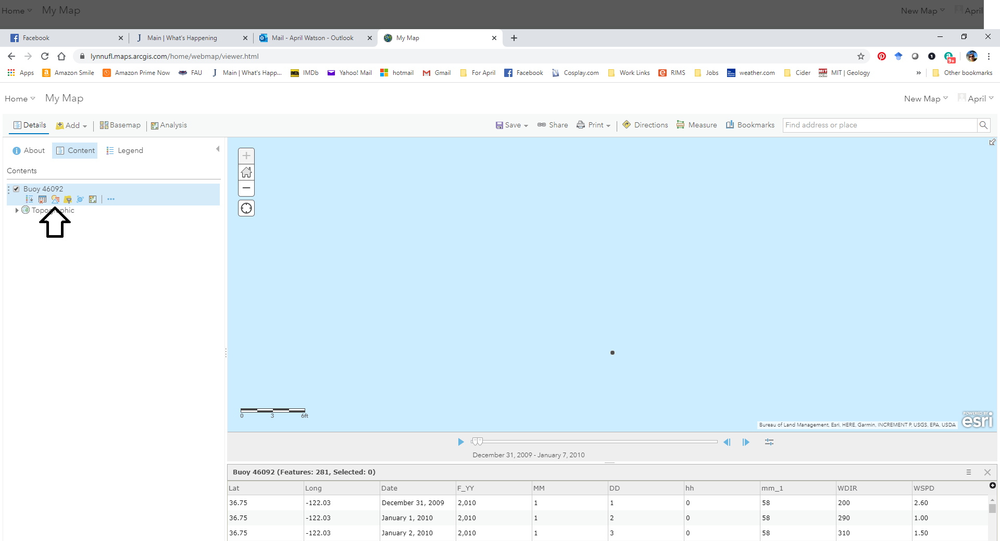 Home My Map New Map April
Facebook Main | What's Happening Mail - April Watson - Outlook My Map
lynnufl.maps.arcgis.com/home/webmap/viewer.html
9+
Apps Amazon Smile Amazon Prime Now FAU Main | What's Happ... IMDb Yahoo! Mail hotmail Gmail For April Facebook Cosplay.com Work Links RIMS Jobs weather.com Cider MIT | Geology » Other bookmarks
Home My Map New Map April
Details Add Basemap Analysis Save Share Print Directions Measure Bookmarks Find address or place
About Content Legend
Contents
Buoy 46092
Topographic
0 3 6ft
POWERED BY
esri
Bureau of Land Management, Esri, HERE, Garmin, INCREMENT P, USGS, EPA, USDA
December 31, 2009 - January 7, 2010
Buoy 46092 (Features: 281, Selected: 0)
Lat Long Date F_YY MM DD hh mm_1 WDIR WSPD
36.75 -122.03 December 31, 2009 2,010 1 1 0 58 200 2.60
36.75 -122.03 January 1, 2010 2,010 1 2 0 58 290 1.00
36.75 -122.03 January 2, 2010 2,010 1 3 0 58 310 1.50